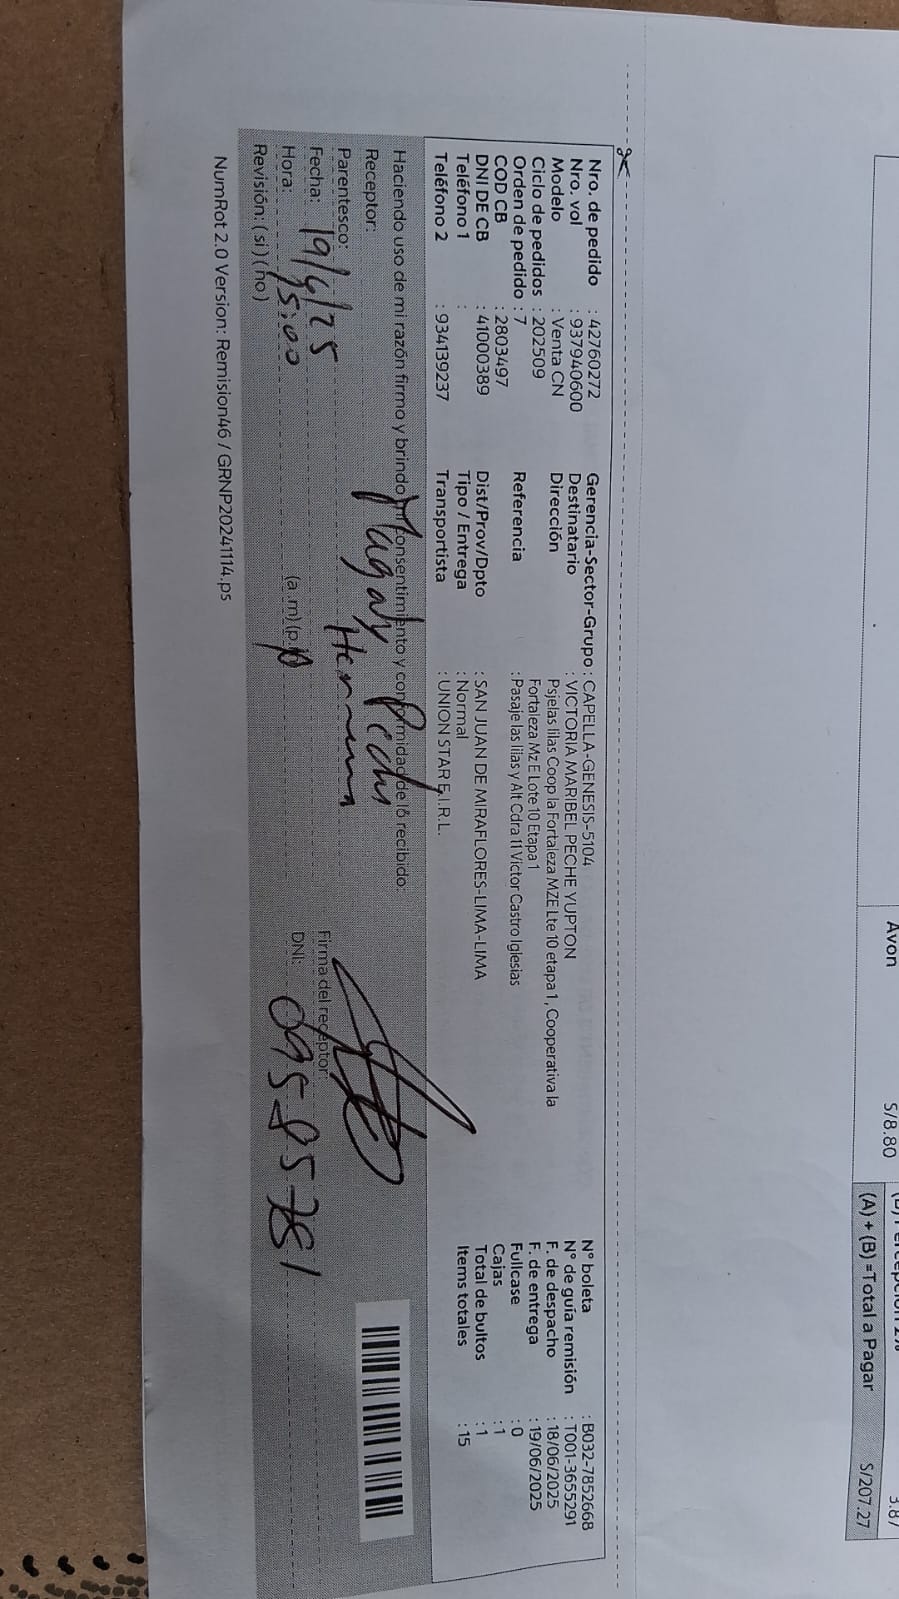 Avon S/8.80
3.87
(A) + (B) =Total a Pagar S/207.27
Nro. de pedido : 42760272
Nro. vol : 937940600
Modelo : Venta CN
Ciclo de pedidos : 202509
Orden de pedido : 7
COD CB : 2803497
DNI DE CB : 41000389
Teléfono 1 :
Teléfono 2 : 934139237
Gerencia-Sector-Grupo : CAPELLA-GENESIS-5104
Destinatario : VICTORIA MARIBEL PECHE YUPTON
Dirección Psjelas lilas Coop la Fortaleza MZE Lte 10 etapa 1, Cooperativa la
Fortaleza Mz E Lote 10 Etapa 1
Referencia : Pasaje las lilas y Alt Cdra 11 Victor Castro Iglesias
Dist/Prov/Dpto : SAN JUAN DE MIRAFLORES-LIMA-LIMA
Tipo / Entrega : Normal
Transportista : UNION STAR E.I.R.L.
N° boleta : B032-7852668
N° de guía remisión : T001-3655291
F. de despacho : 18/06/2025
F. de entrega : 19/06/2025
Fullcase : 0
Cajas : 1
Total de bultos : 1
Items totales : 15
Haciendo uso de mi razón firmo y brindo mi consentimiento y conformidad de lo recibido:
Receptor: Magaly Peche
Parentesco: Hermana
Fecha: 19/6/25 Firma del receptor:
Hora: 15:00 (a.m) (p.m) DNI:
Revisión: (si) (no)
NumRot 2.0 Version: Remision46 / GRNP20241114.ps